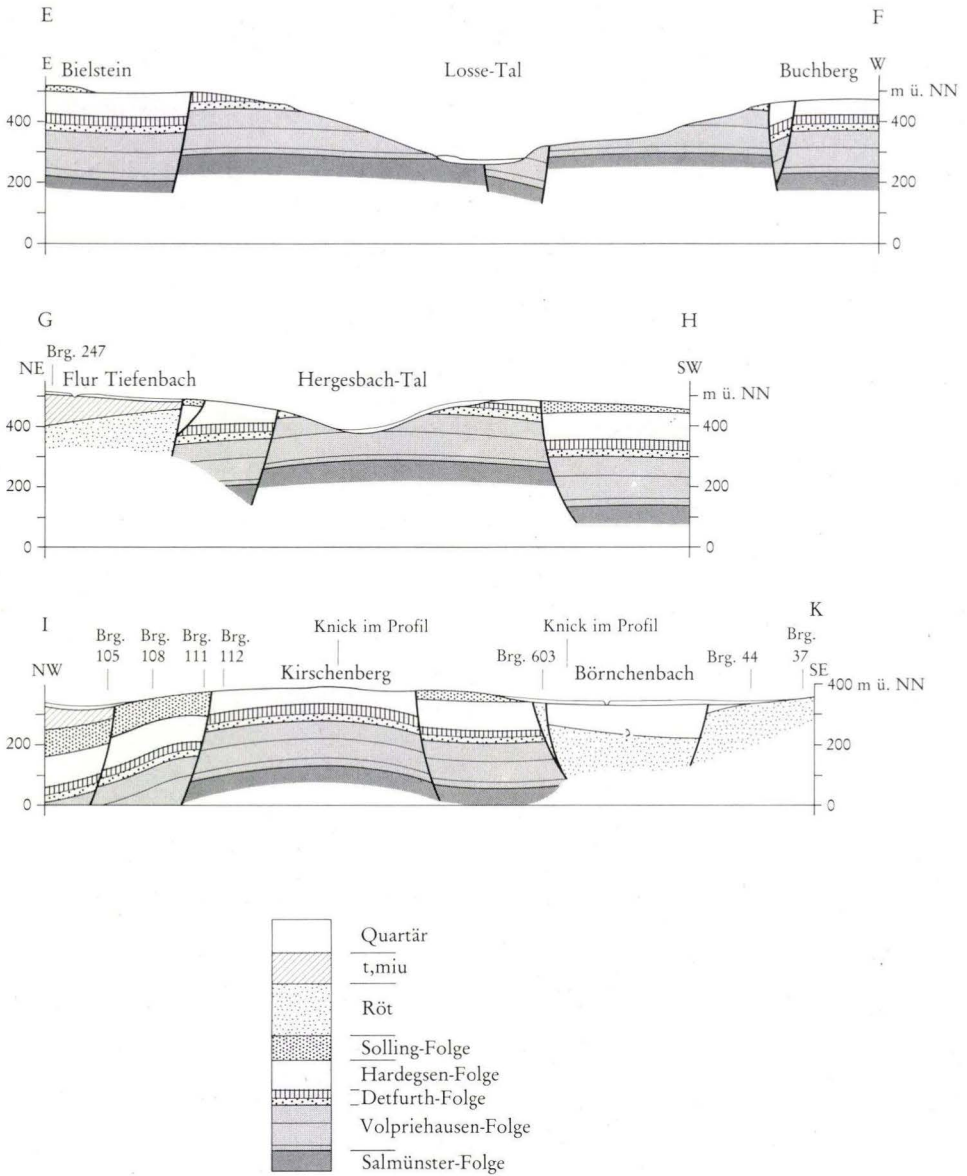 E F
E Bielstein Losse-Tal Buchberg W
m ü. NN
400 400
200 200
0 0
G H
Brg. 247
NE SW
Flur Tiefenbach Hergesbach-Tal
m ü. NN
400 400
200 200
0 0
I K
Brg. Brg. Brg. Brg. Knick im Profil Knick im Profil Brg.
105 108 111 112 Brg. 603 Brg. 44 37
NW Kirschenberg Börnchenbach SE
400 m ü. NN
200 200
0 0
Quartär
t,miu
Röt
Solling-Folge
Hardegsen-Folge
Detfurth-Folge
Volpriehausen-Folge
Salmünster-Folge